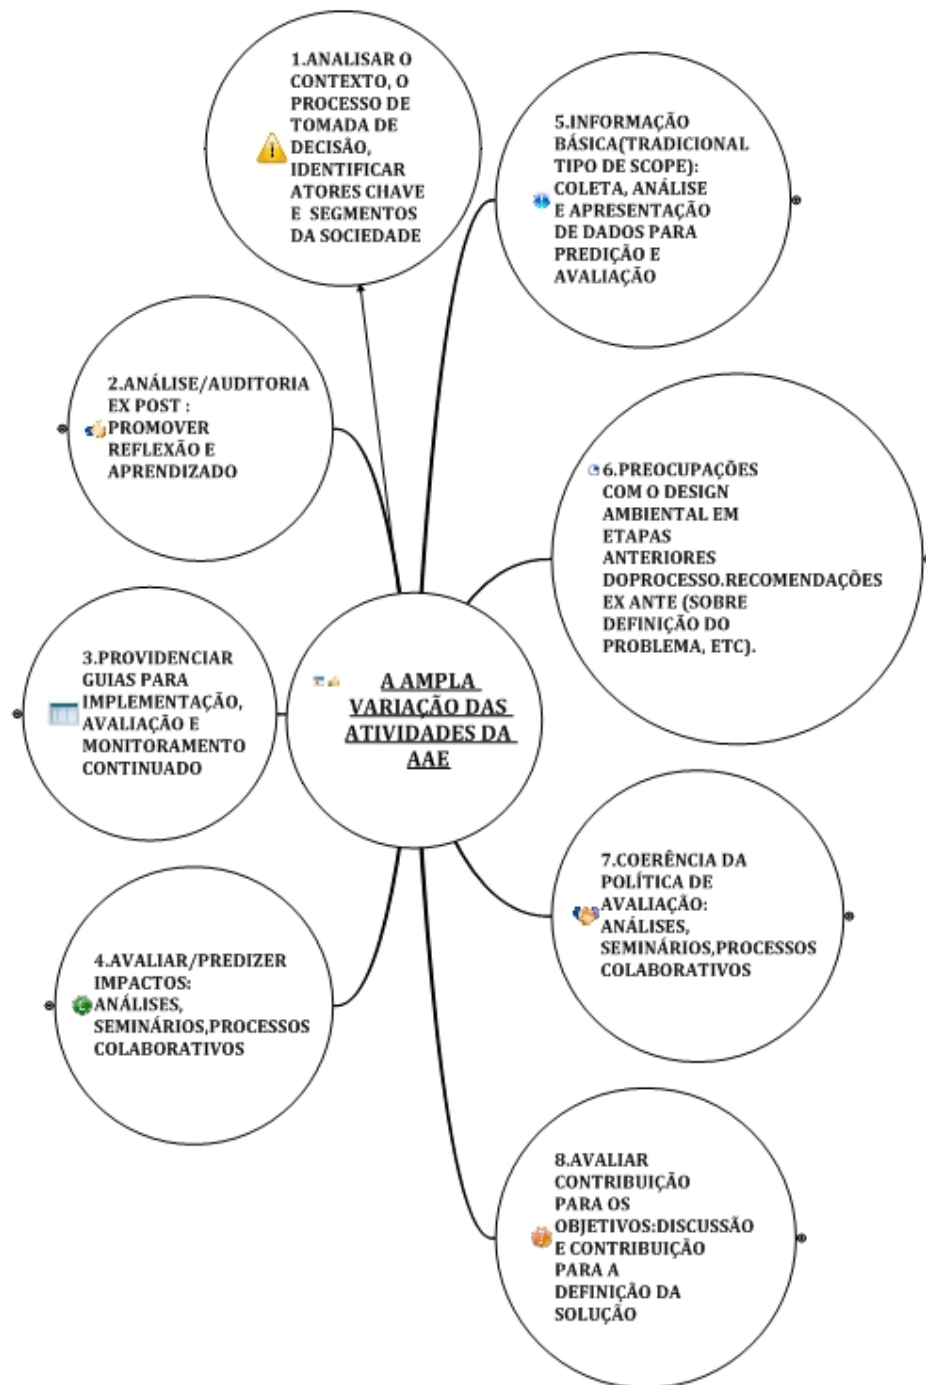 1.ANALISAR O
CONTEXTO, O
PROCESSO DE
TOMADA DE
DECISÃO,
IDENTIFICAR
ATORES CHAVE
E SEGMENTOS
DA SOCIEDADE
2.ANÁLISE/AUDITORIA
EX POST :
PROMOVER
REFLEXÃO E
APRENDIZADO
3.PROVIDENCIAR
GUIAS PARA
IMPLEMENTAÇÃO,
AVALIAÇÃO E
MONITORAMENTO
CONTINUADO
4.AVALIAR/PREDIZER
IMPACTOS:
ANÁLISES,
SEMINÁRIOS,PROCESSOS
COLABORATIVOS
A AMPLA
VARIAÇÃO DAS
ATIVIDADES DA
AAE
5.INFORMAÇÃO
BÁSICA(TRADICIONAL
TIPO DE SCOPE):
COLETA, ANÁLISE
E APRESENTAÇÃO
DE DADOS PARA
PREDIÇÃO E
AVALIAÇÃO
6.PREOCUPAÇÕES
COM O DESIGN
AMBIENTAL EM
ETAPAS
ANTERIORES
DOPROCESSO.RECOMENDAÇÕES
EX ANTE (SOBRE
DEFINIÇÃO DO
PROBLEMA, ETC).
7.COERÊNCIA DA
POLÍTICA DE
AVALIAÇÃO:
ANÁLISES,
SEMINÁRIOS,PROCESSOS
COLABORATIVOS
8.AVALIAR
CONTRIBUIÇÃO
PARA OS
OBJETIVOS:DISCUSSÃO
E CONTRIBUIÇÃO
PARA A
DEFINIÇÃO DA
SOLUÇÃO